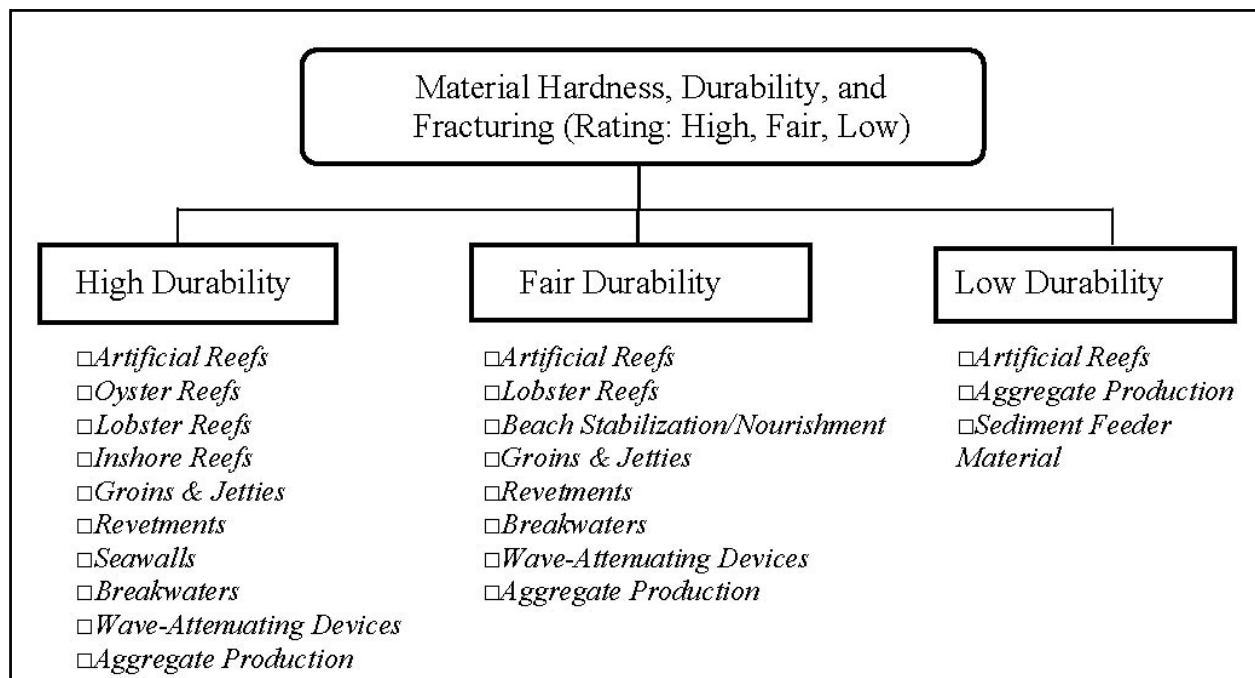 Material Hardness, Durability, and
Fracturing (Rating: High, Fair, Low)
High Durability
□Artificial Reefs
□Oyster Reefs
□Lobster Reefs
□Inshore Reefs
□Groins & Jetties
□Revetments
□Seawalls
□Breakwaters
□Wave-Attenuating Devices
□Aggregate Production
Fair Durability
□Artificial Reefs
□Lobster Reefs
□Beach Stabilization/Nourishment
□Groins & Jetties
□Revetments
□Breakwaters
□Wave-Attenuating Devices
□Aggregate Production
Low Durability
□Artificial Reefs
□Aggregate Production
□Sediment Feeder
Material